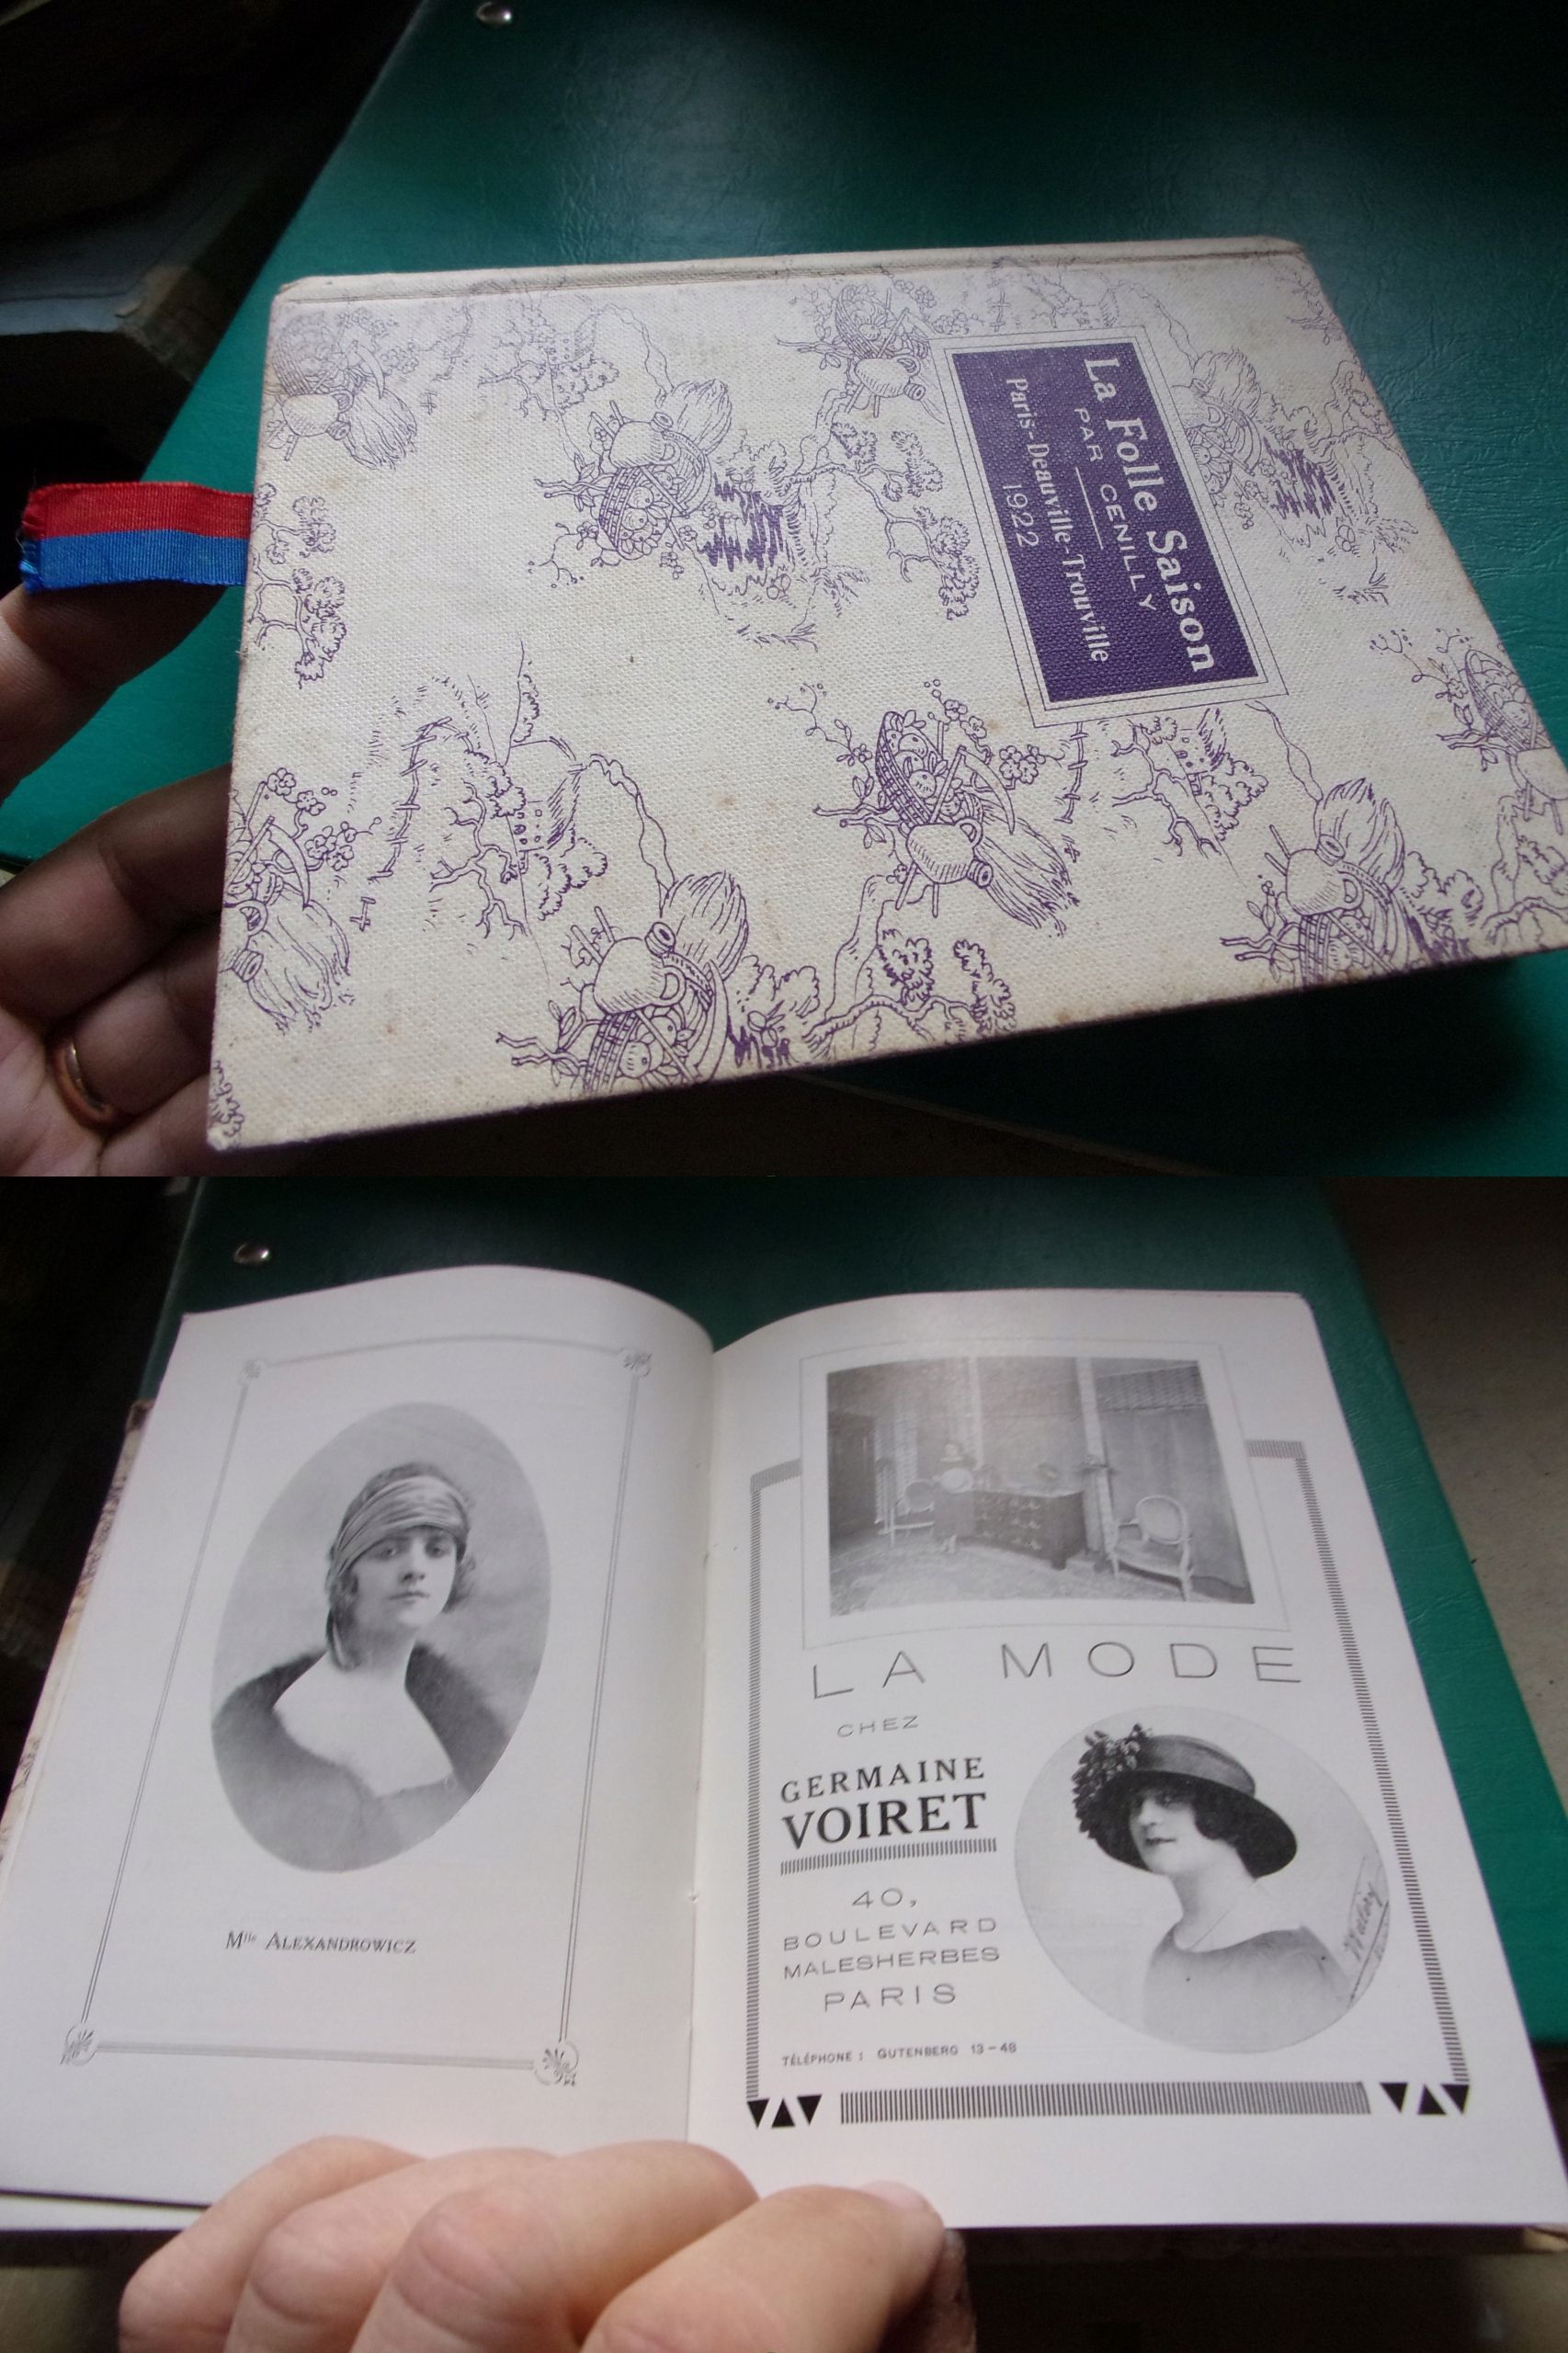 La Folle Saison
PAR CENILLY
Paris-Deauville-Trouville
1922
Mlle ALEXANDROWICZ
LA MODE
CHEZ
GERMAINE
VOIRET
40,
BOULEVARD
MALESHERBES
PARIS
TÉLÉPHONE : GUTENBERG 13-48